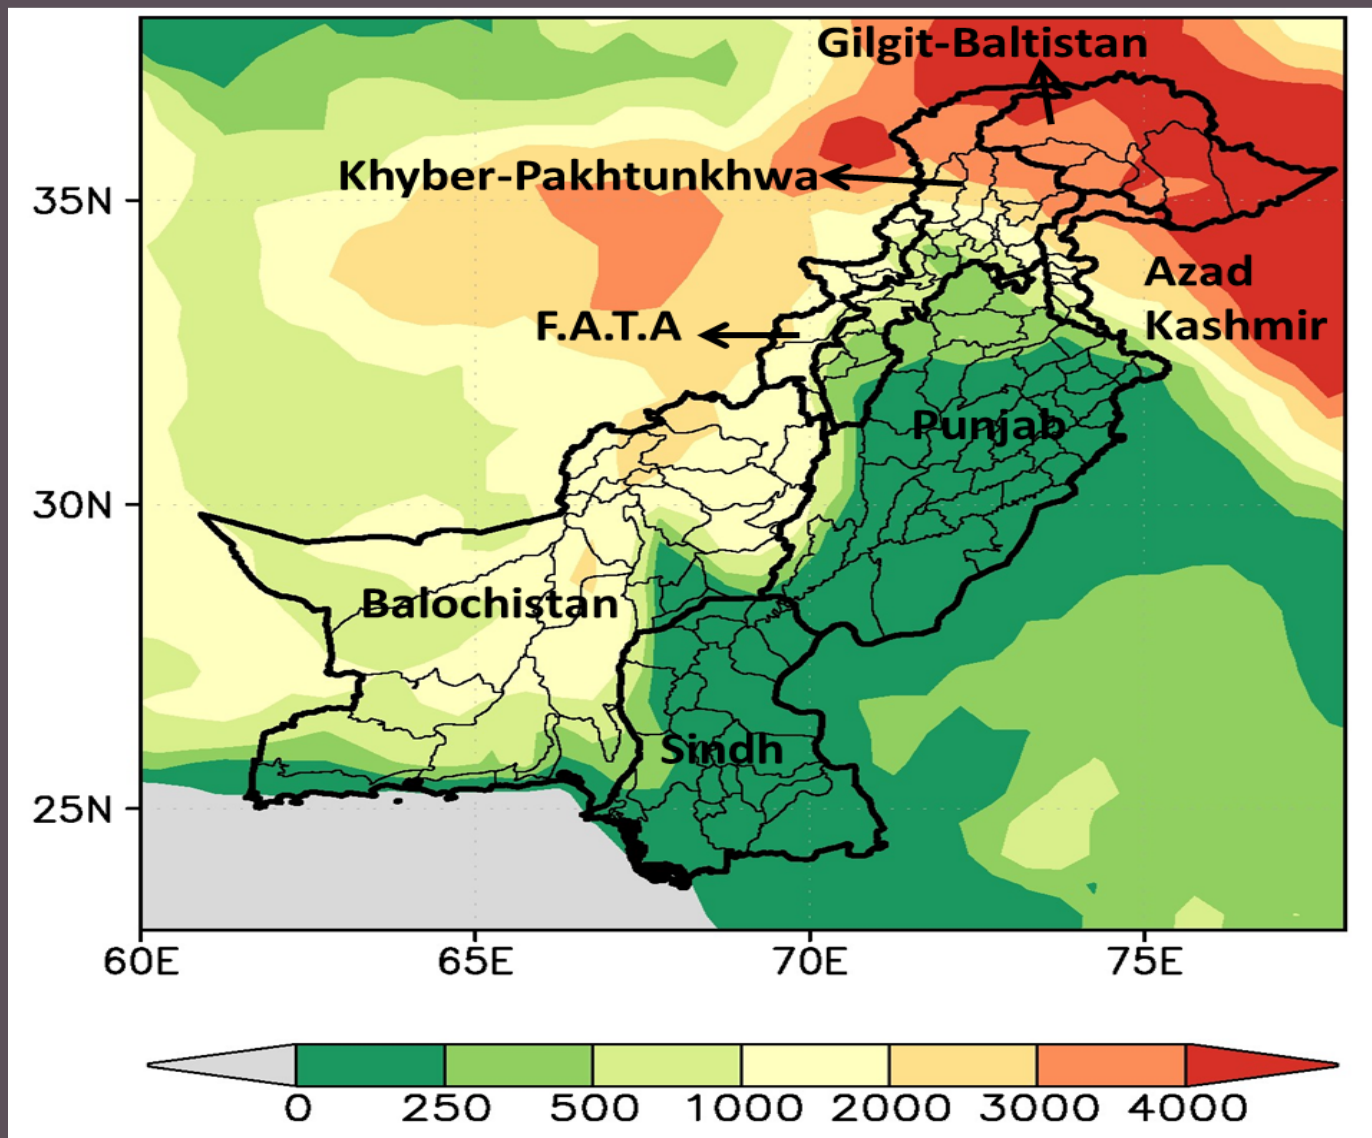 Gilgit-Baltistan
Khyber-Pakhtunkhwa
35N
Azad
Kashmir
F.A.T.A
Punjab
30N
Balochistan
Sindh
25N
60E 65E 70E 75E
0 250 500 1000 2000 3000 4000